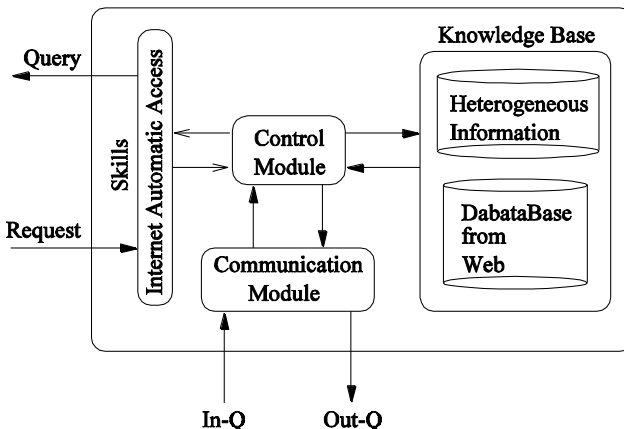 Knowledge Base
Query
Skills
Internet Automatic Access
Heterogeneous
Information
Control
Module
DabataBase
from
Web
Request
Communication
Module
In-Q
Out-Q